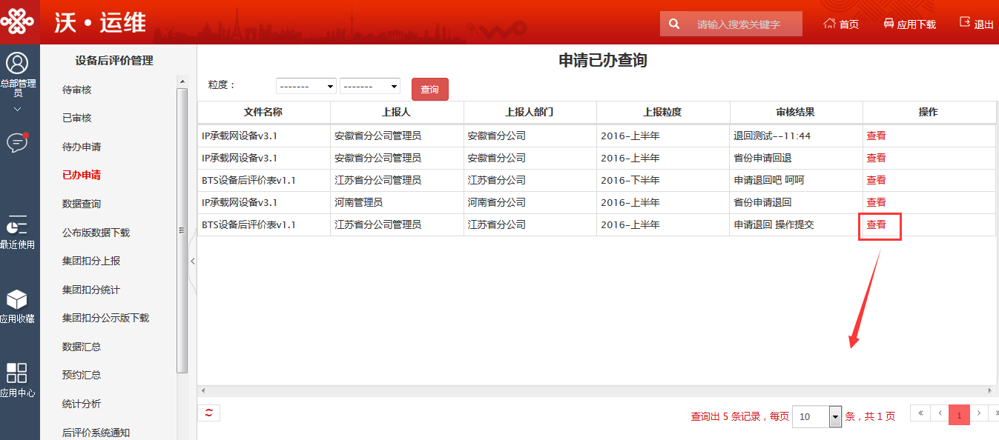 沃·运维
请输入搜索关键字
首页
应用下载
退出
总部管理
员
最近使用
应用收藏
应用中心
设备后评价管理
待审核
已审核
待办申请
已办申请
数据查询
公布版数据下载
集团扣分上报
集团扣分统计
集团扣分公示版下载
数据汇总
预约汇总
统计分析
后评价系统通知
申请已办查询
粒度： ------- ------- 查询
文件名称 上报人 上报人部门 上报粒度 审核结果 操作
IP承载网设备v3.1 安徽省分公司管理员 安徽省分公司 2016-上半年 退回测试--11:44 查看
IP承载网设备v3.1 安徽省分公司管理员 安徽省分公司 2016-上半年 省份申请回退 查看
BTS设备后评价表v1.1 江苏省分公司管理员 江苏省分公司 2016-下半年 申请退回吧 呵呵 查看
IP承载网设备v3.1 河南管理员 河南省分公司 2016-上半年 省份申请退回 查看
BTS设备后评价表v1.1 江苏省分公司管理员 江苏省分公司 2016-上半年 申请退回 操作提交 查看
查询出 5 条记录，每页 10 条，共 1 页 « ‹ 1 › »